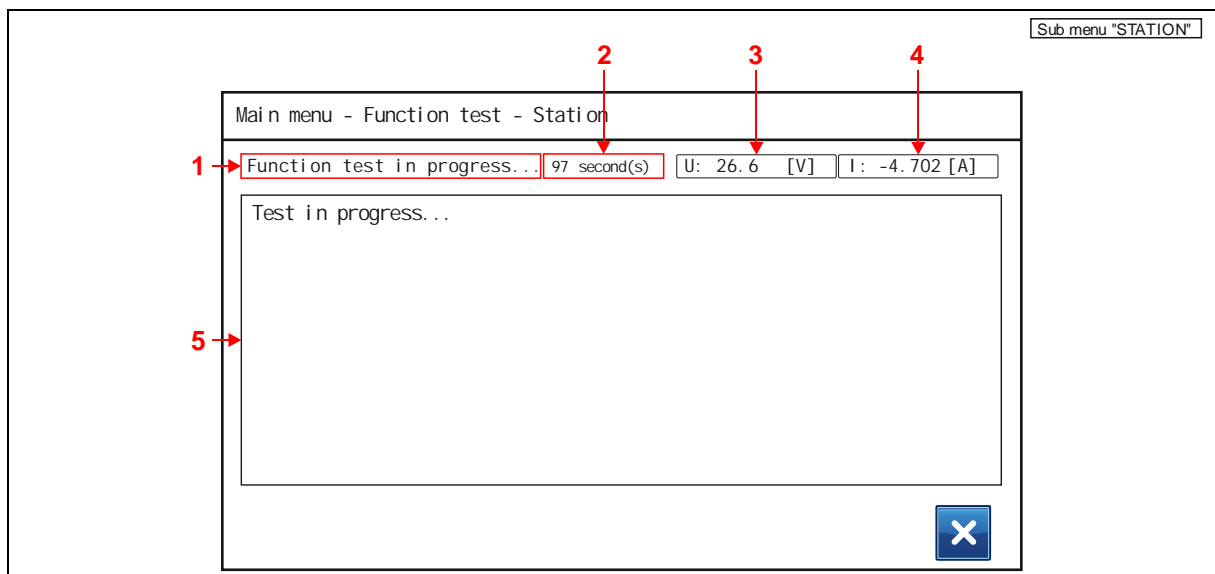 Sub menu "STATION"
2 3 4
Main menu - Function test - Station
1 Function test in progress... 97 second(s) U: 26.6 [V] I: -4.702 [A]
Test in progress...
5